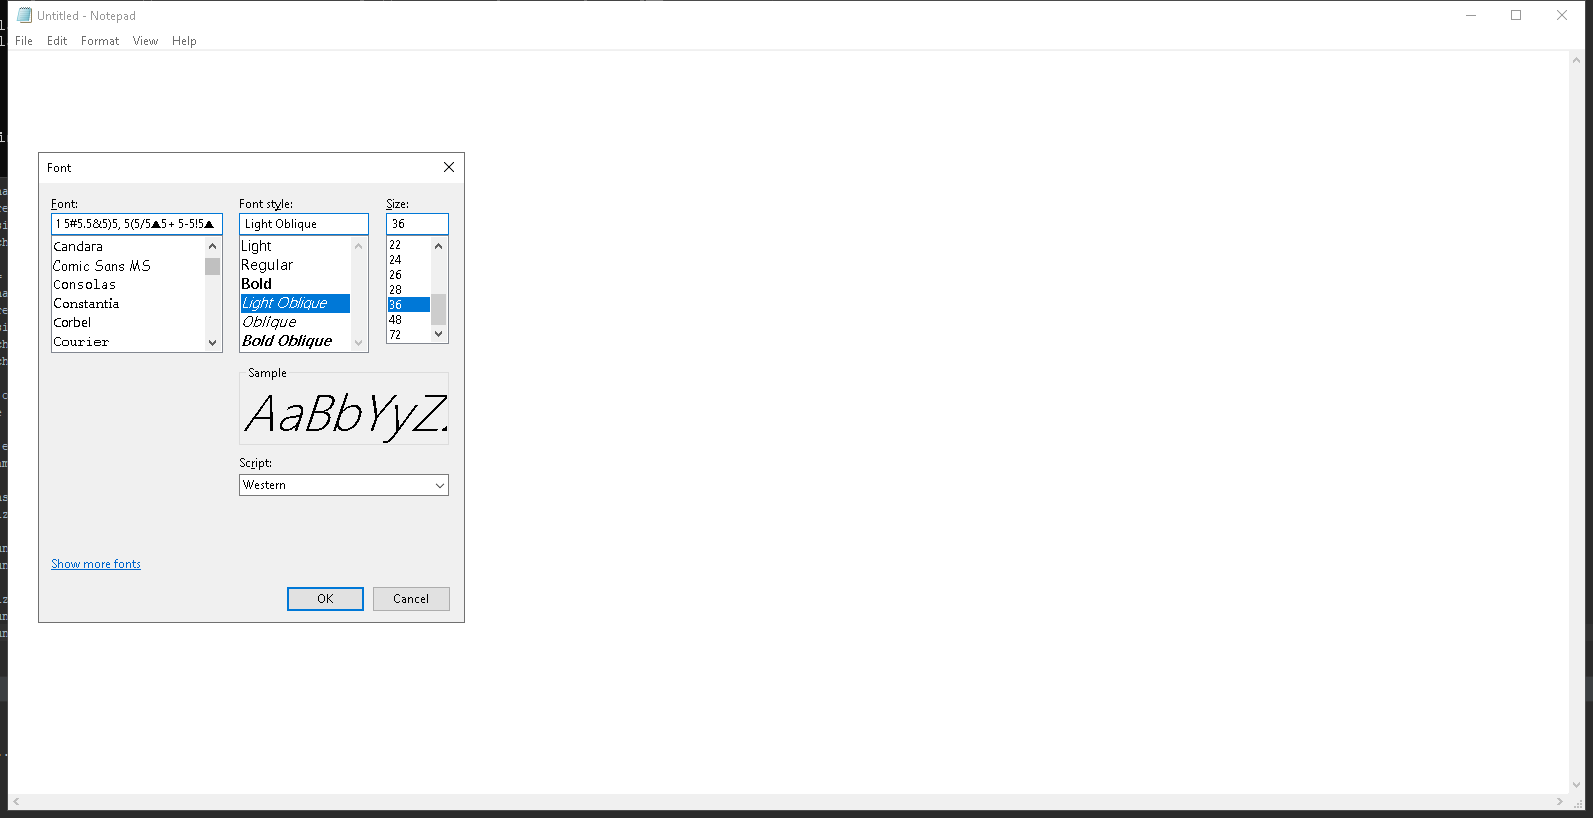 Untitled - Notepad
File Edit Format View Help
Font
Font:
1 5#5.5&5)5, 5(5/5▲5+ 5-5!5▲
Candara
Comic Sans MS
Consolas
Constantia
Corbel
Courier
Font style:
Light Oblique
Light
Regular
Bold
Light Oblique
Oblique
Bold Oblique
Size:
36
22
24
26
28
36
48
72
Sample
AaBbYyZ
Script:
Western
Show more fonts
OK
Cancel